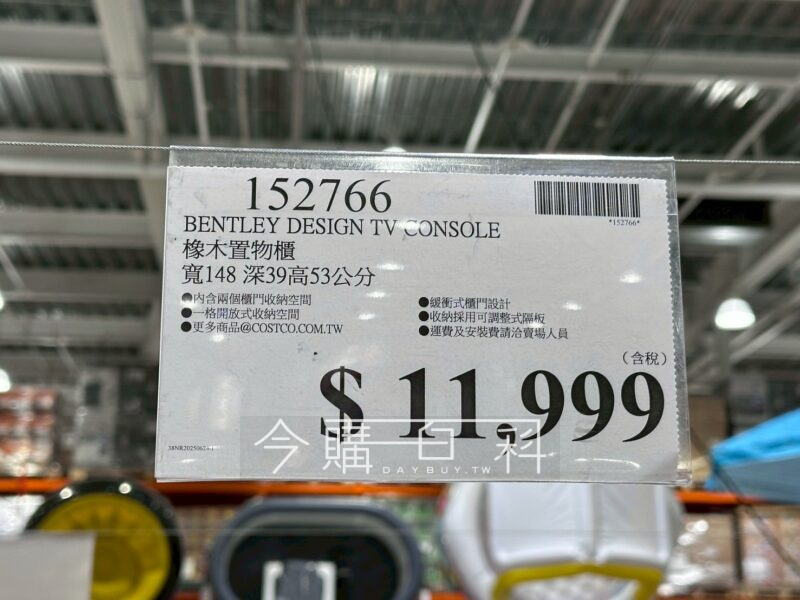 152766
*152766*
BENTLEY DESIGN TV CONSOLE
橡木置物櫃
寬148 深39高53公分
●內含兩個櫃門收納空間
●一格開放式收納空間
●更多商品@COSTCO.COM.TW
●緩衝式櫃門設計
●收納採用可調整式隔板
●運費及安裝費請洽賣場人員
(含稅)
$ 11,999
今購百科
DAYBUY.TW